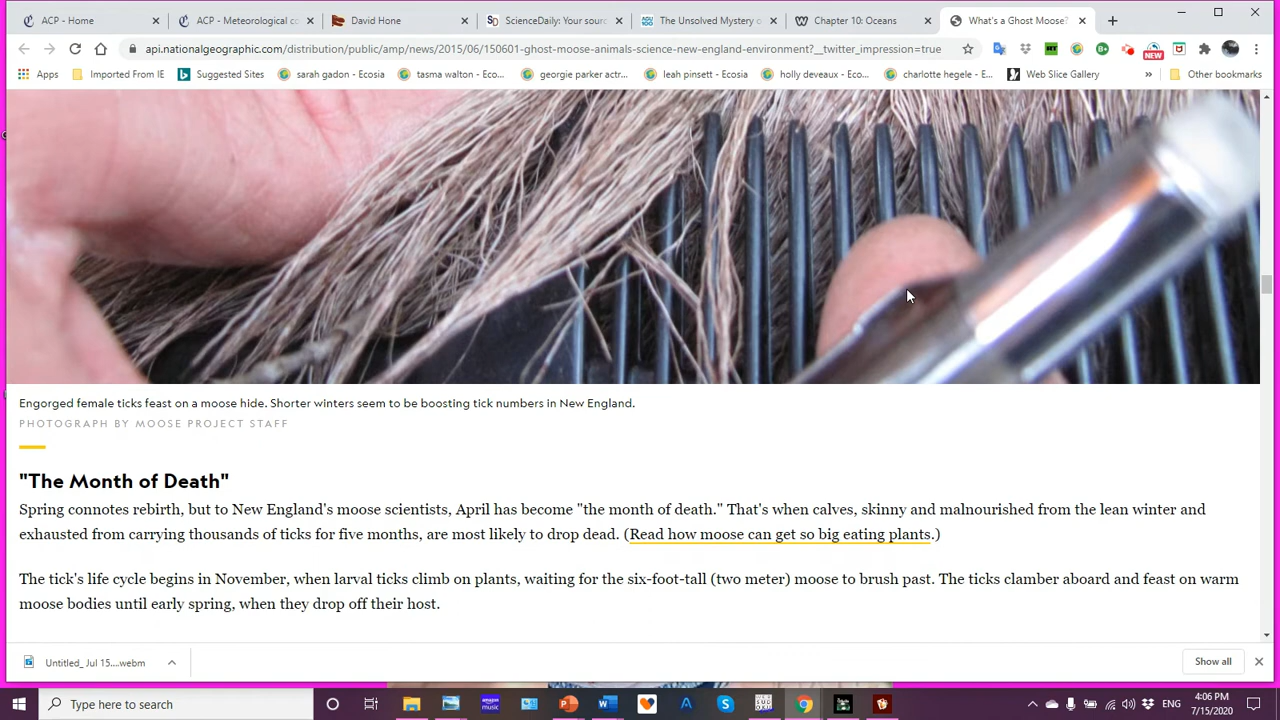 ACP - Home
ACP - Meteorological co
David Hone
ScienceDaily: Your sour
The Unsolved Mystery o
Chapter 10: Oceans
What's a Ghost Moose?
api.nationalgeographic.com/distribution/public/amp/news/2015/06/150601-ghost-moose-animals-science-new-england-environment?__twitter_impression=true
NEW
Apps
Imported From IE
Suggested Sites
sarah gadon - Ecosia
tasma walton - Eco...
georgie parker actr...
leah pinsett - Ecosia
holly deveaux - Eco...
charlotte hegele - E...
Web Slice Gallery
»
Other bookmarks
Engorged female ticks feast on a moose hide. Shorter winters seem to be boosting tick numbers in New England.
PHOTOGRAPH BY MOOSE PROJECT STAFF
"The Month of Death"
Spring connotes rebirth, but to New England's moose scientists, April has become "the month of death." That's when calves, skinny and malnourished from the lean winter and
exhausted from carrying thousands of ticks for five months, are most likely to drop dead. (Read how moose can get so big eating plants.)
The tick's life cycle begins in November, when larval ticks climb on plants, waiting for the six-foot-tall (two meter) moose to brush past. The ticks clamber aboard and feast on warm
moose bodies until early spring, when they drop off their host.
Untitled_ Jul 15....webm
Show all
Type here to search
ENG
4:06 PM
7/15/2020